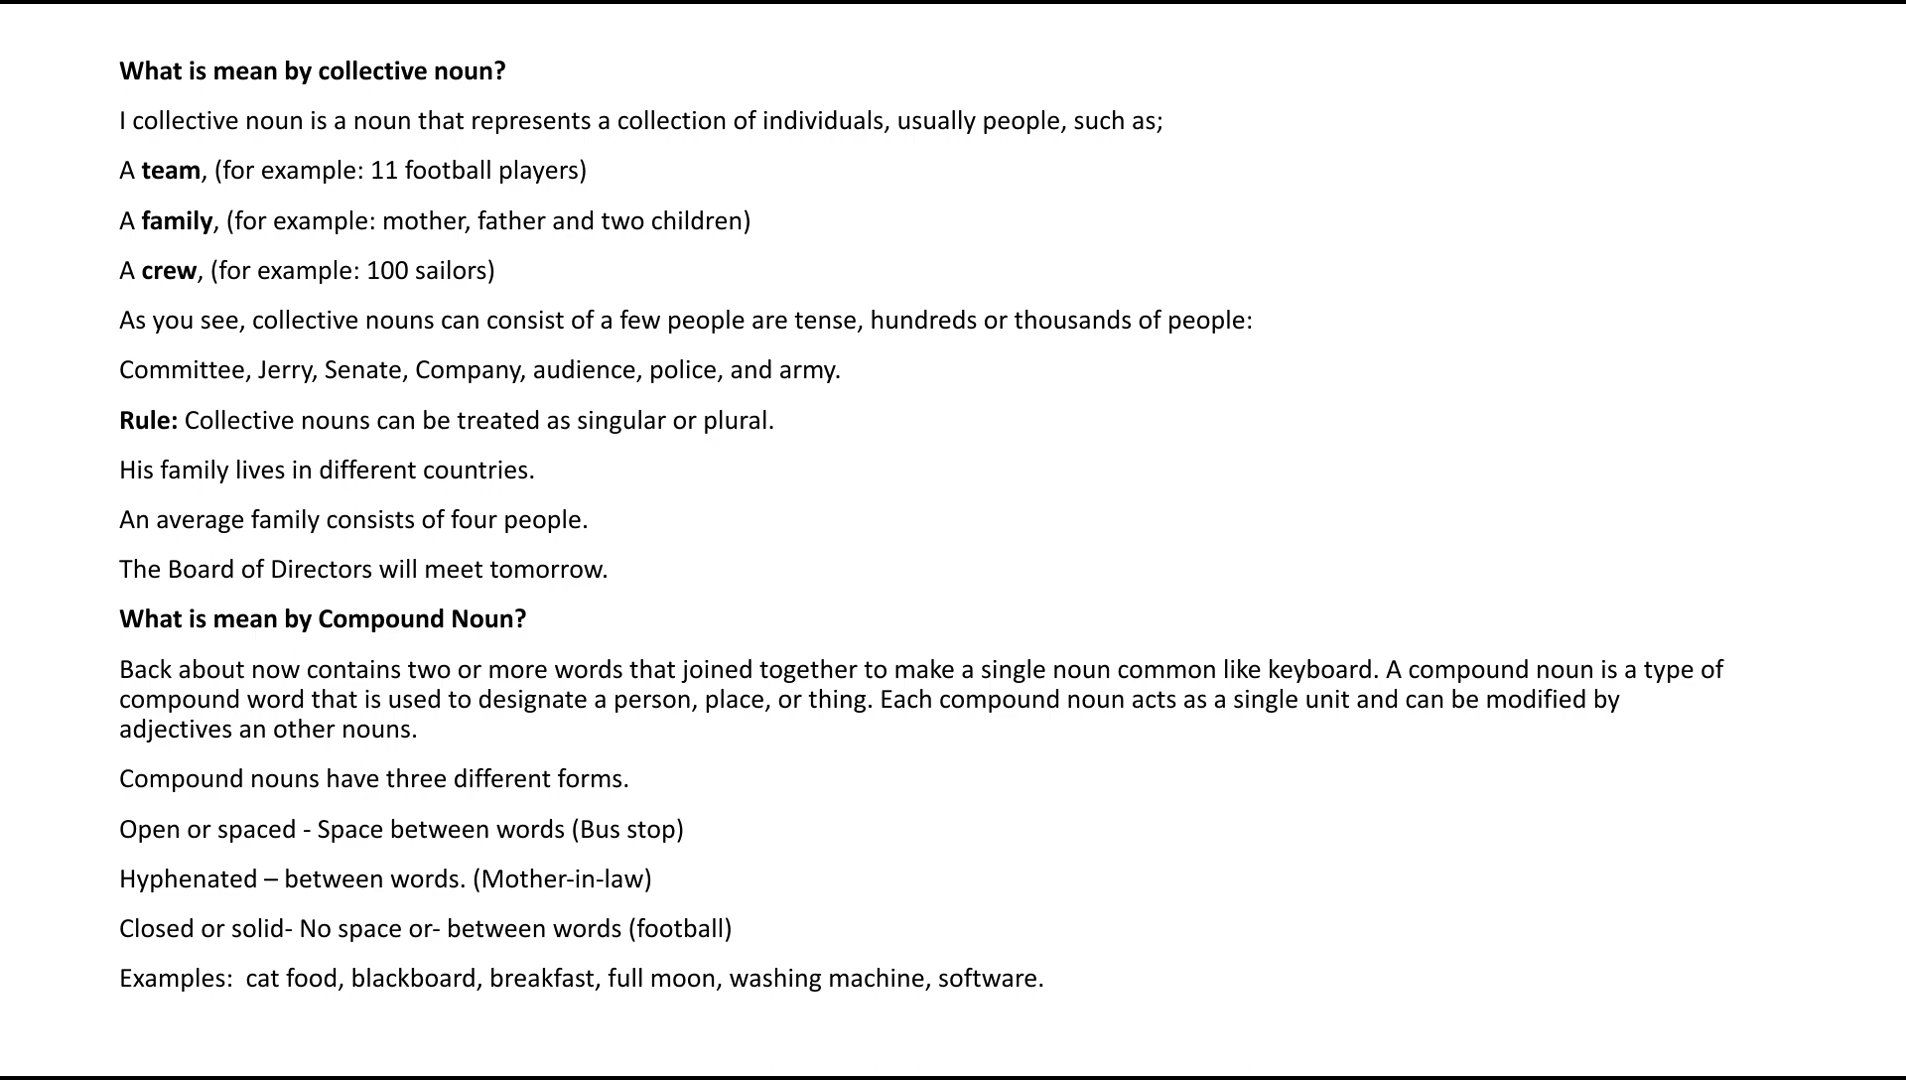 What is mean by collective noun?
I collective noun is a noun that represents a collection of individuals, usually people, such as;
A team, (for example: 11 football players)
A family, (for example: mother, father and two children)
A crew, (for example: 100 sailors)
As you see, collective nouns can consist of a few people are tense, hundreds or thousands of people:
Committee, Jerry, Senate, Company, audience, police, and army.
Rule: Collective nouns can be treated as singular or plural.
His family lives in different countries.
An average family consists of four people.
The Board of Directors will meet tomorrow.
What is mean by Compound Noun?
Back about now contains two or more words that joined together to make a single noun common like keyboard. A compound noun is a type of
compound word that is used to designate a person, place, or thing. Each compound noun acts as a single unit and can be modified by
adjectives an other nouns.
Compound nouns have three different forms.
Open or spaced - Space between words (Bus stop)
Hyphenated – between words. (Mother-in-law)
Closed or solid- No space or- between words (football)
Examples:  cat food, blackboard, breakfast, full moon, washing machine, software.